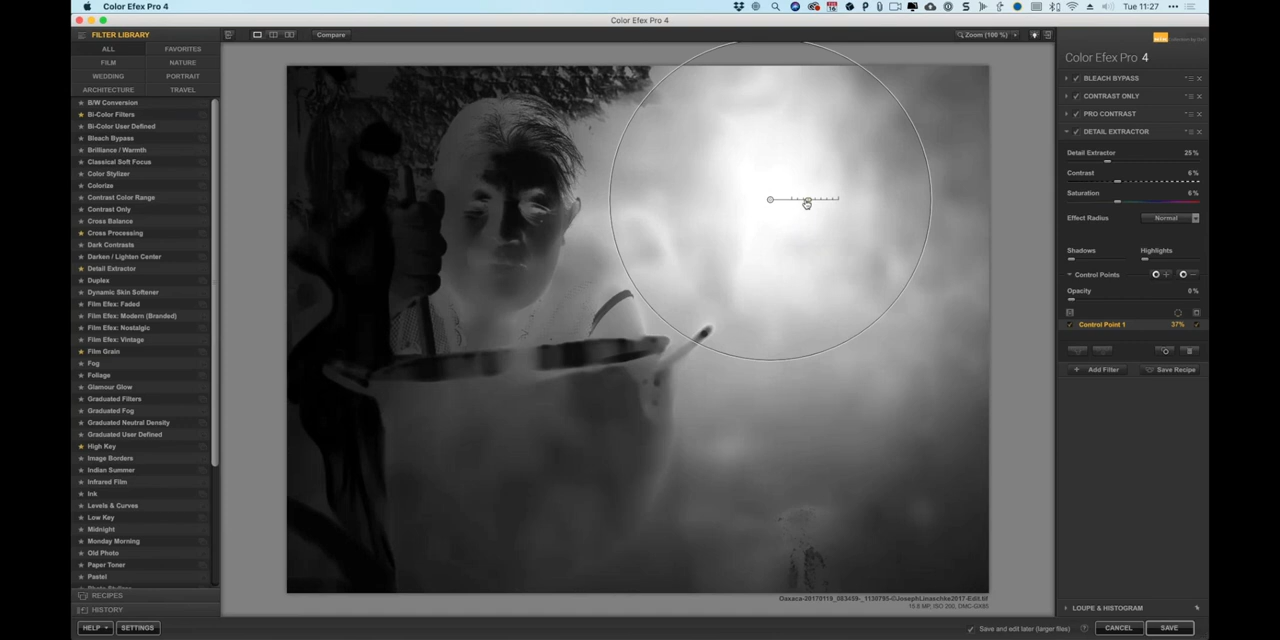 Color Efex Pro 4
Tue 11:27
Color Efex Pro 4
FILTER LIBRARY
Compare
Zoom (100 %)
ALL
FAVORITES
FILM
NATURE
WEDDING
PORTRAIT
ARCHITECTURE
TRAVEL
B/W Conversion
Bi-Color Filters
Bi-Color User Defined
Bleach Bypass
Brilliance / Warmth
Classical Soft Focus
Color Stylizer
Colorize
Contrast Color Range
Contrast Only
Cross Balance
Cross Processing
Dark Contrasts
Darken / Lighten Center
Detail Extractor
Duplex
Dynamic Skin Softener
Film Efex: Faded
Film Efex: Modern (Branded)
Film Efex: Nostalgic
Film Efex: Vintage
Film Grain
Fog
Foliage
Glamour Glow
Graduated Filters
Graduated Fog
Graduated Neutral Density
Graduated User Defined
High Key
Image Borders
Indian Summer
Infrared Film
Ink
Levels & Curves
Low Key
Midnight
Monday Morning
Old Photo
Paper Toner
Pastel
RECIPES
HISTORY
HELP
SETTINGS
Color Efex Pro 4
BLEACH BYPASS
CONTRAST ONLY
PRO CONTRAST
DETAIL EXTRACTOR
Detail Extractor 25 %
Contrast 6 %
Saturation 6 %
Effect Radius Normal
Shadows Highlights
Control Points
Opacity 0 %
Control Point 1 37%
Add Filter Save Recipe
LOUPE & HISTOGRAM
15.6 MP, ISO 200, DMC-GX85
Save and edit later (larger files)
CANCEL
SAVE